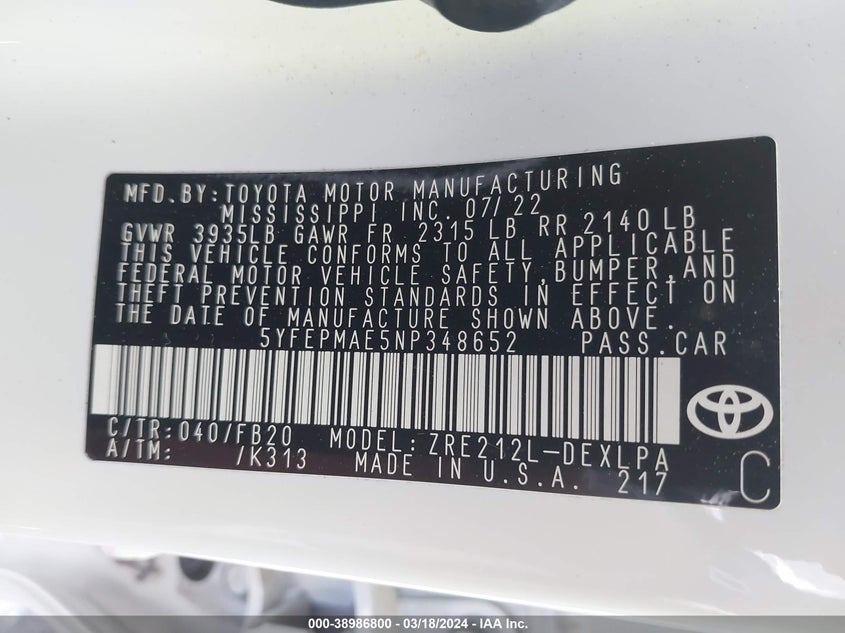 MFD.BY:TOYOTA MOTOR MANUFACTURING
MISSISSIPPI INC. 07/22
GVWR 3935LB GAWR FR 2315 LB RR 2140LB
THIS VEHICLE CONFORMS TO ALL APPLICABLE
FEDERAL MOTOR VEHICLE SAFETY,BUMPER,AND
THEFT PREVENTION STANDARDS IN EFFECT ON
THE DATE OF MANUFACTURE SHOWN ABOVE.
5YFEPMAE5NP348652 PASS.CAR
C/TR:040/FB20 MODEL:ZRE212L-DEXLPA
A/TM: /K313 MADE IN U.S.A. 217 C
000-38986800 — 03/18/2024 — IAA Inc.